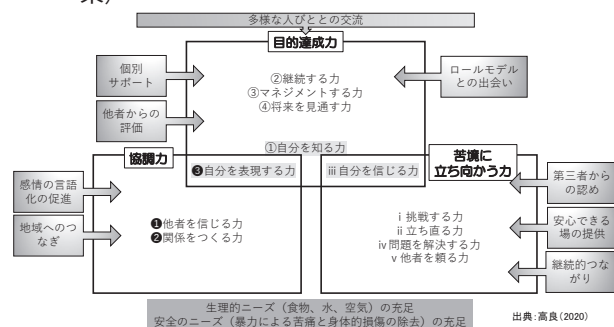 果）
多様な人びととの交流
目的達成力
個別
サポート
②継続する力
③マネジメントする力
④将来を見通す力
ロールモデル
との出会い
他者からの
評価
①自分を知る力
協調力
❸自分を表現する力
ⅲ自分を信じる力
苦境に
立ち向かう力
感情の言語
化の促進
第三者から
の認め
地域へのつ
なぎ
❶他者を信じる力
❷関係をつくる力
ⅰ挑戦する力
ⅱ立ち直る力
ⅳ問題を解決する力
ⅴ他者を頼る力
安心できる
場の提供
継続的つな
がり
生理的ニーズ（食物、水、空気）の充足
安全のニーズ（暴力による苦痛と身体的損傷の除去）の充足
出典：高良（2020）